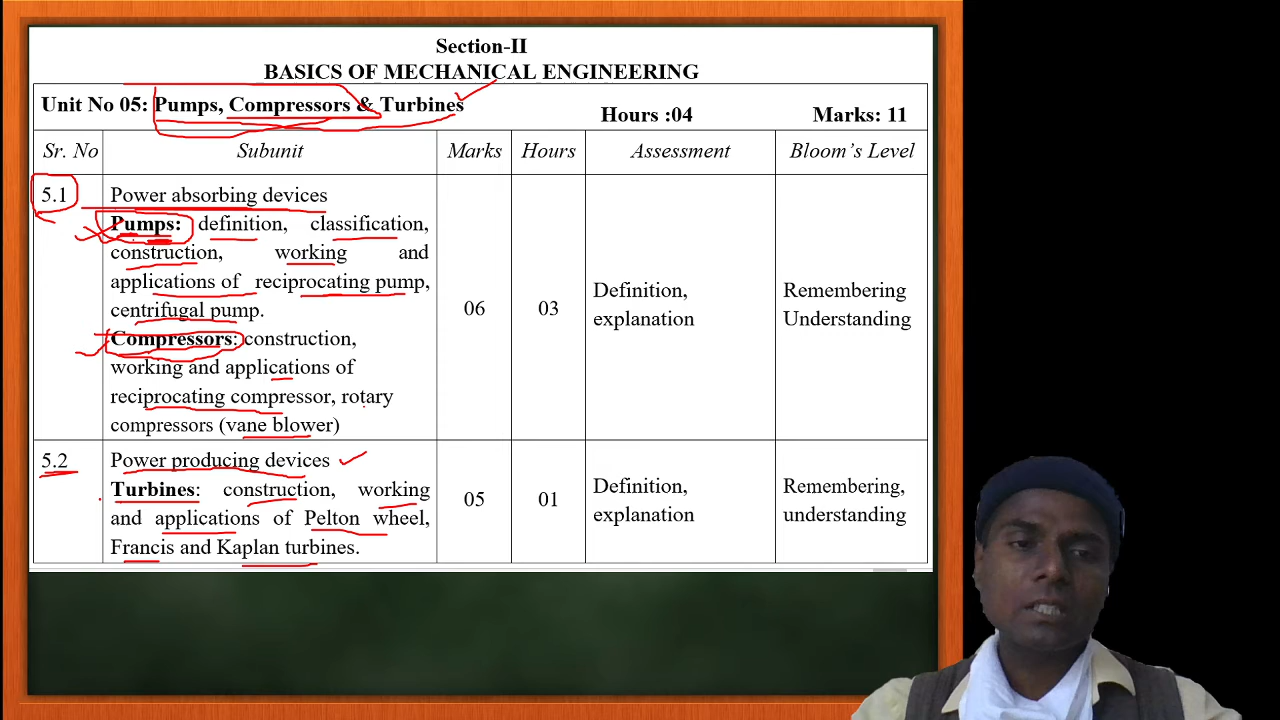 Section-II
BASICS OF MECHANICAL ENGINEERING
Unit No 05: Pumps, Compressors & Turbines
Hours :04
Marks: 11
Sr. No
Subunit
Marks
Hours
Assessment
Bloom's Level
5.1
Power absorbing devices
Pumps: definition, classification,
construction, working and
applications of reciprocating pump,
centrifugal pump.
Compressors: construction,
working and applications of
reciprocating compressor, rotary
compressors (vane blower)
06
03
Definition,
explanation
Remembering
Understanding
5.2
Power producing devices
Turbines: construction, working
and applications of Pelton wheel,
Francis and Kaplan turbines.
05
01
Definition,
explanation
Remembering,
understanding